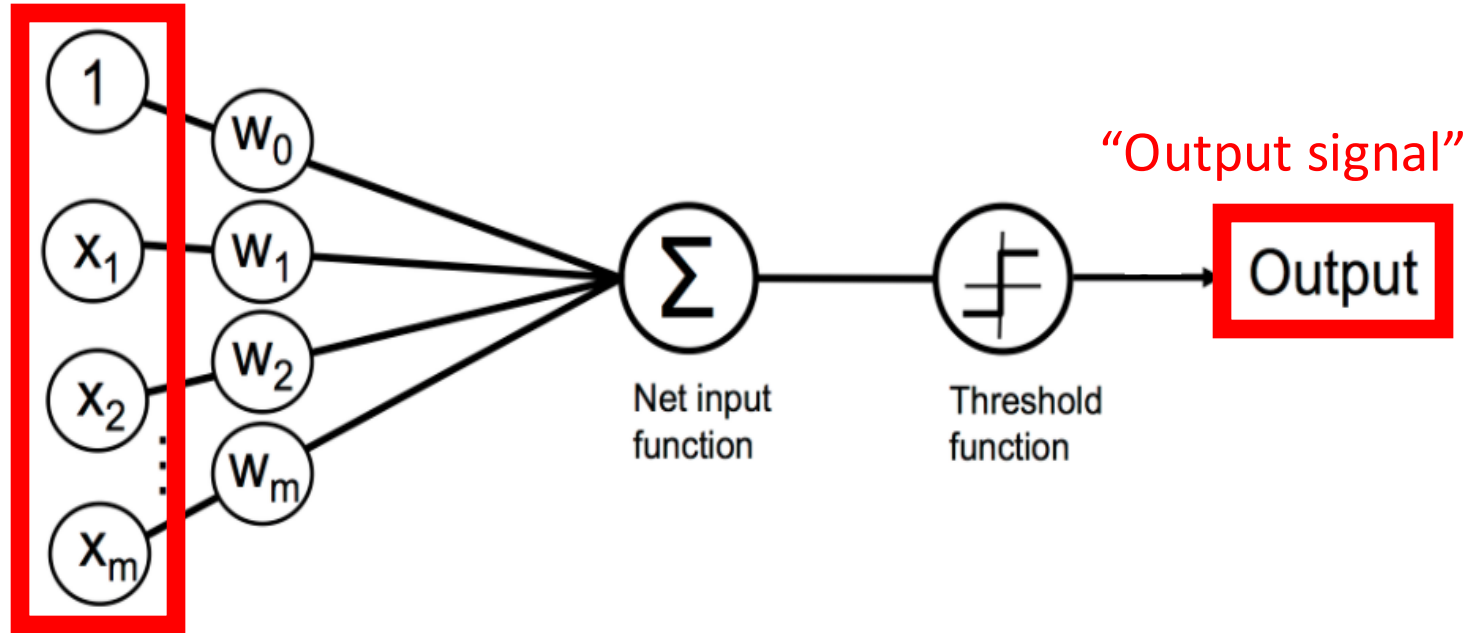 1
w₀
“Output signal”
x₁
w₁
Σ
Output
x₂
w₂
⋮
wₘ
xₘ
Net input
function
Threshold
function